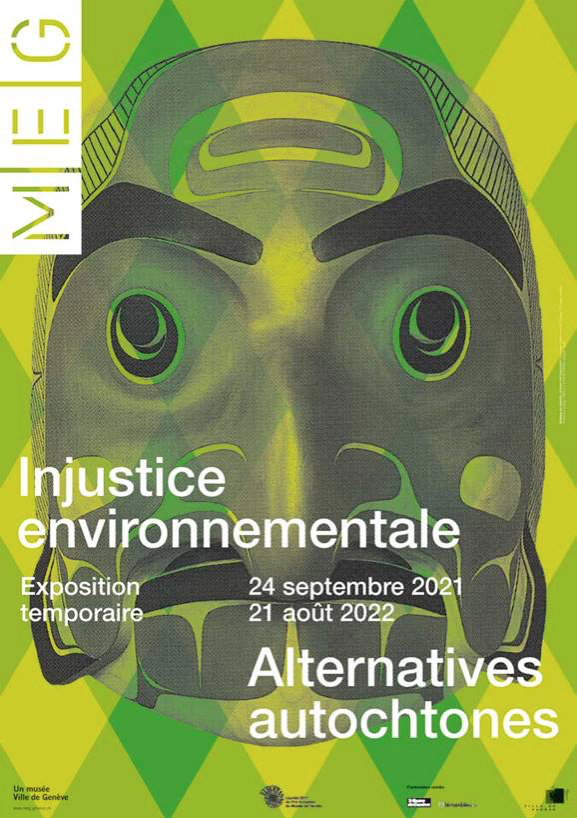 MEG
Injustice
environnementale
Exposition
temporaire
24 septembre 2021
21 août 2022
Alternatives
autochtones
Un musée
Ville de Genève